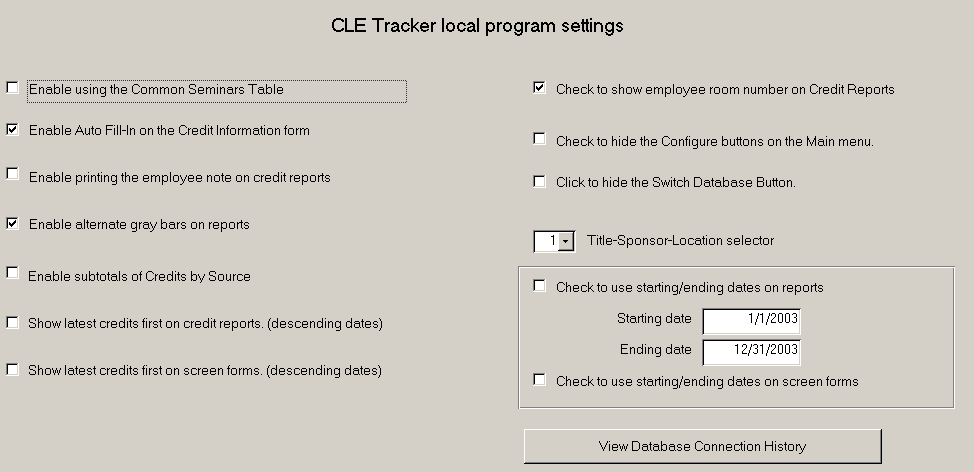 CLE Tracker local program settings
Enable using the Common Seminars Table
Enable Auto Fill-In on the Credit Information form
Enable printing the employee note on credit reports
Enable alternate gray bars on reports
Enable subtotals of Credits by Source
Show latest credits first on credit reports. (descending dates)
Show latest credits first on screen forms. (descending dates)
Check to show employee room number on Credit Reports
Check to hide the Configure buttons on the Main menu.
Click to hide the Switch Database Button.
1 Title-Sponsor-Location selector
Check to use starting/ending dates on reports
Starting date 1/1/2003
Ending date 12/31/2003
Check to use starting/ending dates on screen forms
View Database Connection History